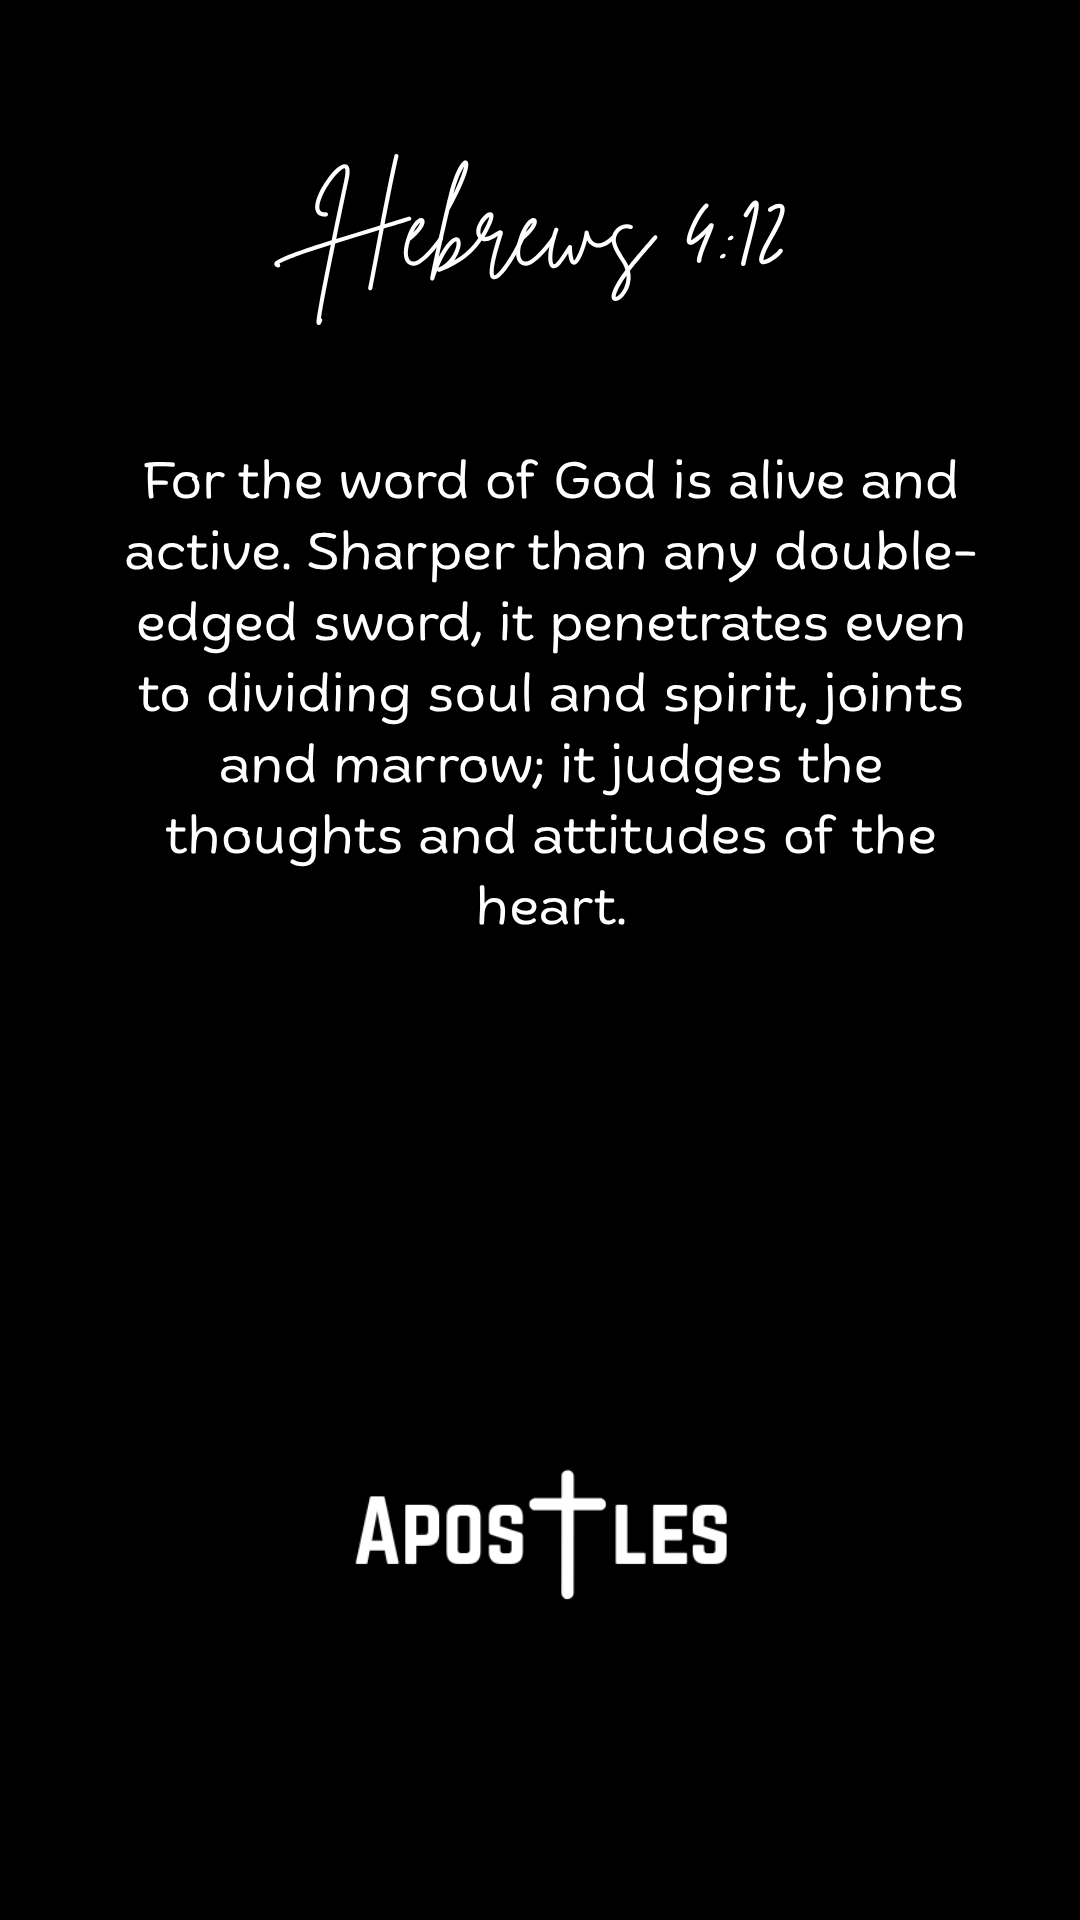 Hebrews 4:12
For the word of God is alive and
active. Sharper than any double-
edged sword, it penetrates even
to dividing soul and spirit, joints
and marrow; it judges the
thoughts and attitudes of the
heart.
APOSTLES